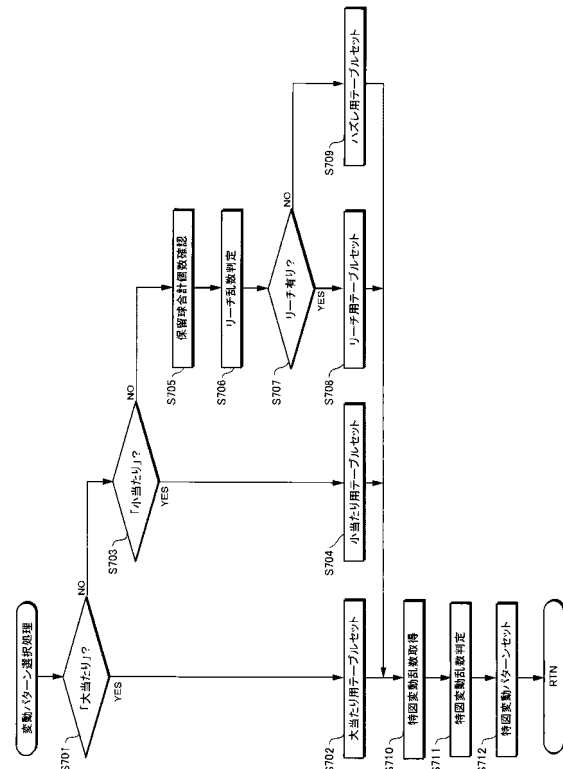 変動パターン選択処理
S701
「大当たり」?
NO
YES
S703
「小当たり」?
NO
YES
S705
保留球合計個数確認
S706
リーチ乱数判定
S707
リーチ有り?
NO
YES
S702
大当たり用テーブルセット
S704
小当たり用テーブルセット
S708
リーチ用テーブルセット
S709
ハズレ用テーブルセット
S710
特図変動乱数取得
S711
特図変動乱数判定
S712
特図変動パターンセット
RTN